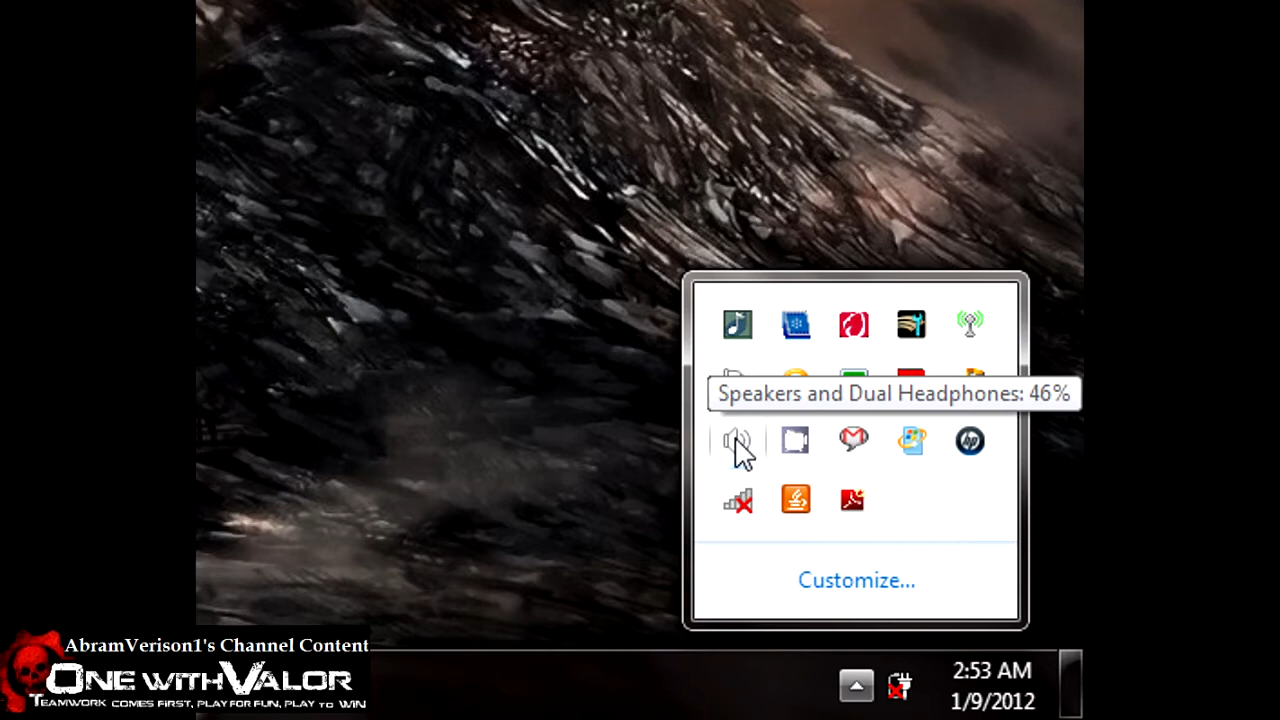 Speakers and Dual Headphones: 46%
hp
Customize...
AbramVerison1's Channel Content
ONE WITH VALOR
TEAMWORK COMES FIRST, PLAY FOR FUN, PLAY TO WIN
2:53 AM
1/9/2012